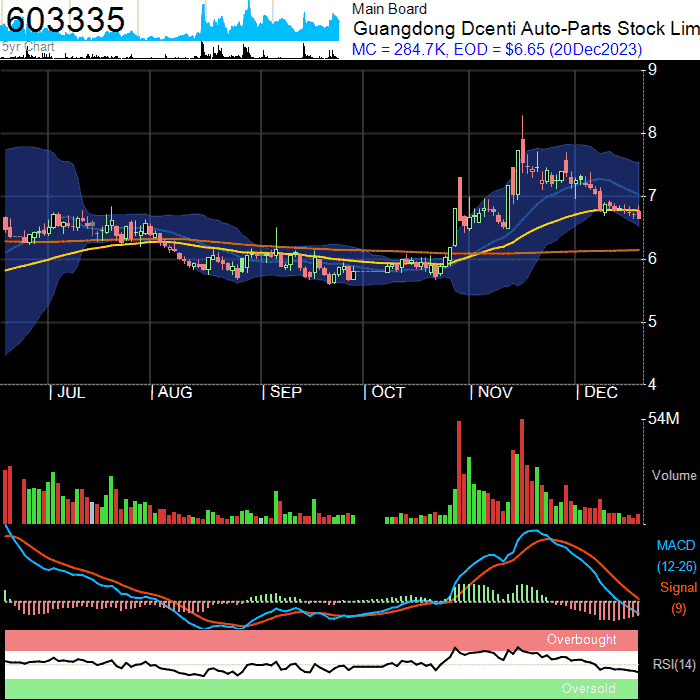 603335
5yr Chart
Main Board
Guangdong Dcenti Auto-Parts Stock Lim
MC = 284.7K, EOD = $6.65 (20Dec2023)
9
8
7
6
5
4
JUL AUG SEP OCT NOV DEC
54M
Volume
MACD
(12-26)
Signal
(9)
Overbought
RSI(14)
Oversold